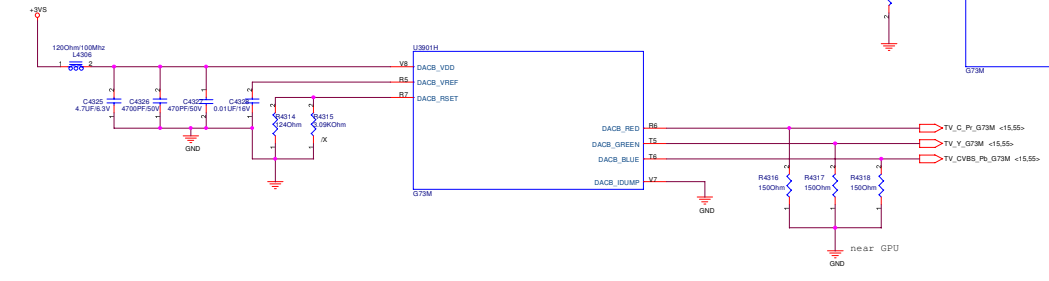 +3VS
120Ohm/100Mhz
L4306
1 2
U3901H
V8 DACB_VDD
R5 DACB_VREF
R7 DACB_RSET
C4325
4.7UF/6.3V
C4326
4700PF/50V
C4327
470PF/50V
C4328
0.01UF/16V
R4314
124Ohm
R4315
3.09KOhm
/X
GND
DACB_RED R6
DACB_GREEN T5
DACB_BLUE T6
DACB_IDUMP V7
G73M
GND
TV_C_Pr_G73M <15,55>
TV_Y_G73M <15,55>
TV_CVBS_Pb_G73M <15,55>
R4316
150Ohm
R4317
150Ohm
R4318
150Ohm
GND
near GPU
G73M
2